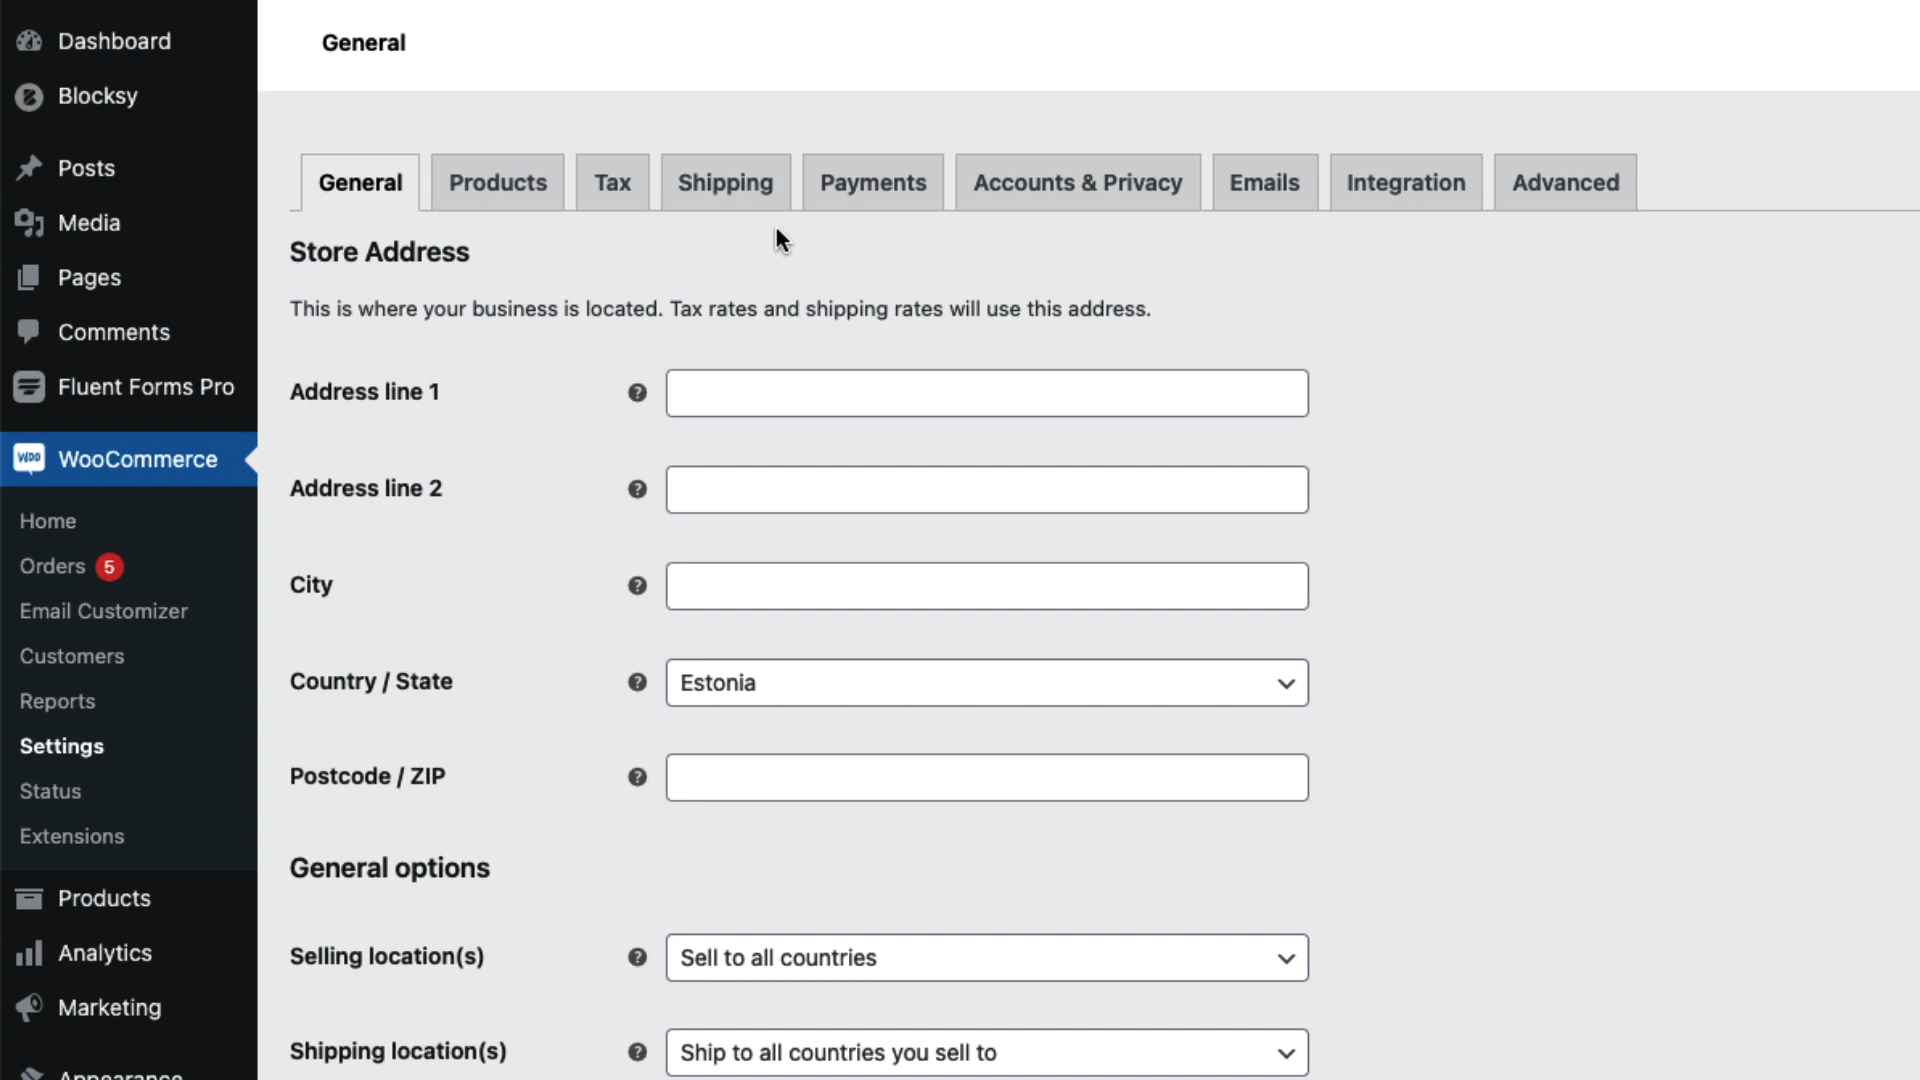 Dashboard
Blocksy
Posts
Media
Pages
Comments
Fluent Forms Pro
WOO WooCommerce
Home
Orders 5
Email Customizer
Customers
Reports
Settings
Status
Extensions
Products
Analytics
Marketing
Appearance
General
General Products Tax Shipping Payments Accounts & Privacy Emails Integration Advanced
Store Address
This is where your business is located. Tax rates and shipping rates will use this address.
Address line 1 ?
Address line 2 ?
City ?
Country / State ? Estonia
Postcode / ZIP ?
General options
Selling location(s) ? Sell to all countries
Shipping location(s) ? Ship to all countries you sell to